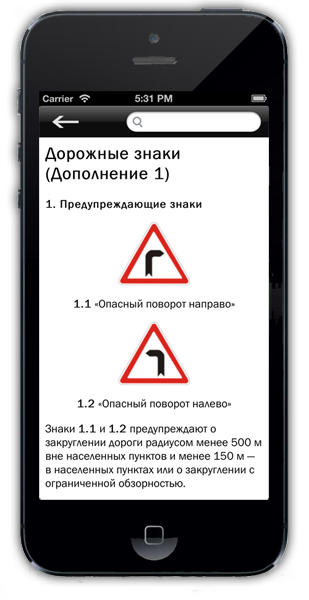 Carrier 5:31 PM
Дорожные знаки
(Дополнение 1)
1. Предупреждающие знаки
1.1 «Опасный поворот направо»
1.2 «Опасный поворот налево»
Знаки 1.1 и 1.2 предупреждают о
закруглении дороги радиусом менее 500 м
вне населенных пунктов и менее 150 м —
в населенных пунктах или о закруглении с
ограниченной обзорностью.